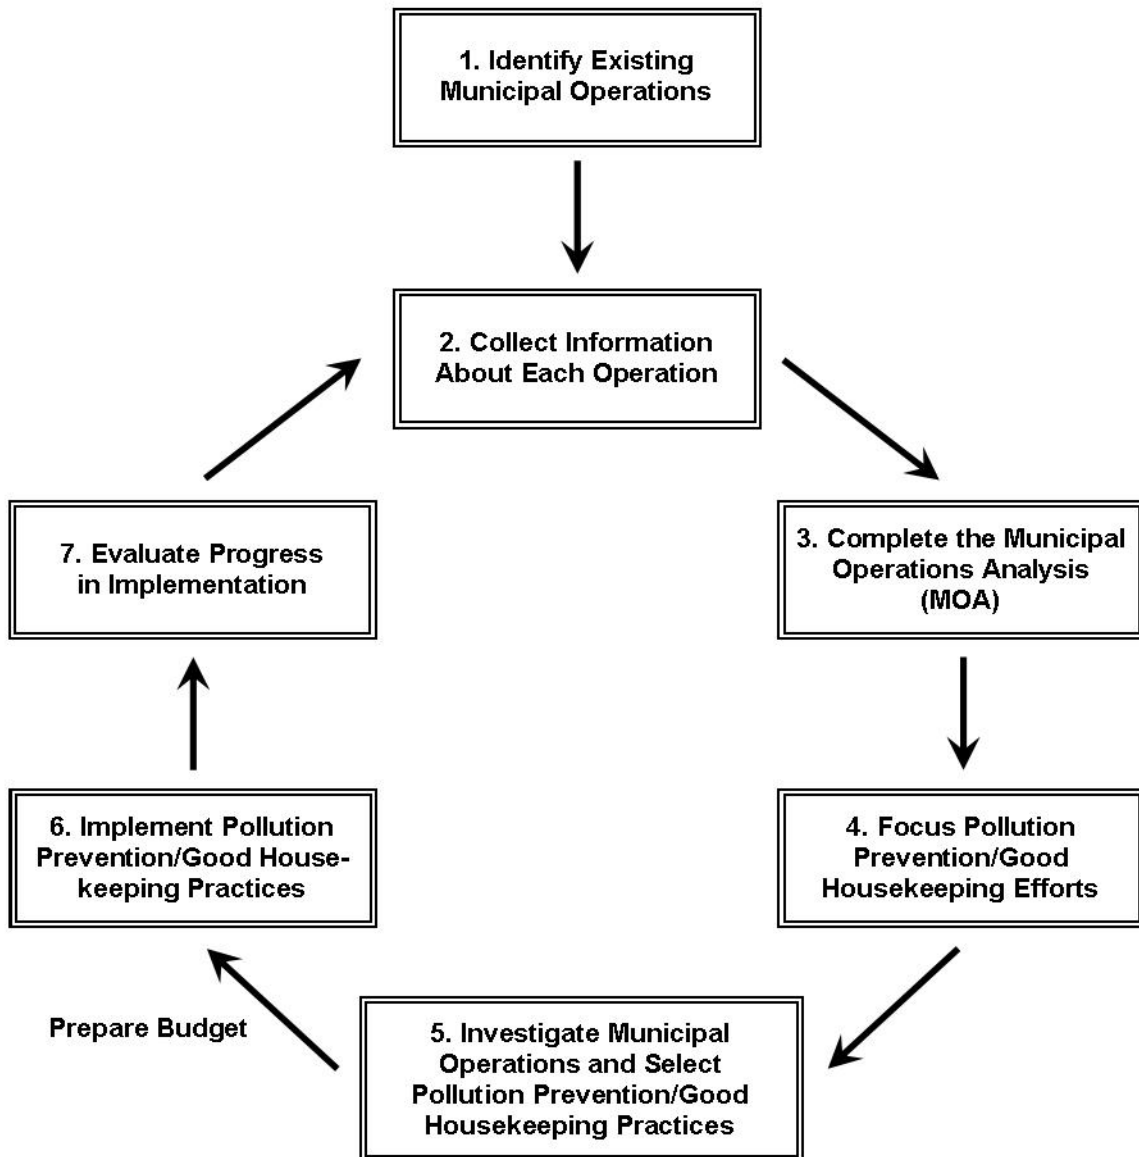 1. Identify Existing
Municipal Operations
2. Collect Information
About Each Operation
3. Complete the Municipal
Operations Analysis
(MOA)
4. Focus Pollution
Prevention/Good
Housekeeping Efforts
5. Investigate Municipal
Operations and Select
Pollution Prevention/Good
Housekeeping Practices
Prepare Budget
6. Implement Pollution
Prevention/Good House-
keeping Practices
7. Evaluate Progress
in Implementation